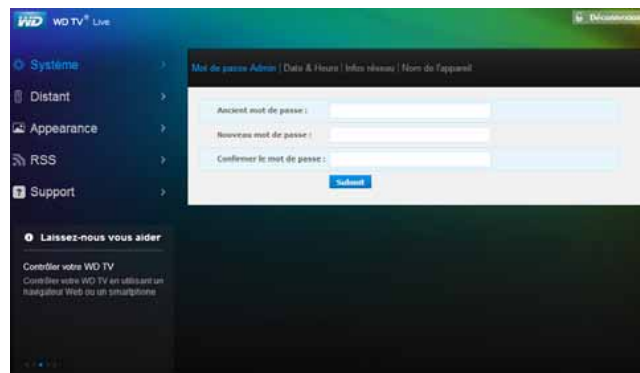 WD WD TV® Live
Déconnexion
Système
Distant
Appearance
RSS
Support
Mot de passe Admin | Date & Heure | Infos réseau | Nom de l'appareil
Ancient mot de passe :
Nouveau mot de passe :
Confirmer le mot de passe :
Submit
Laissez-nous vous aider
Contrôler votre WD TV
Contrôler votre WD TV en utilisant un
navigateur Web ou un smartphone